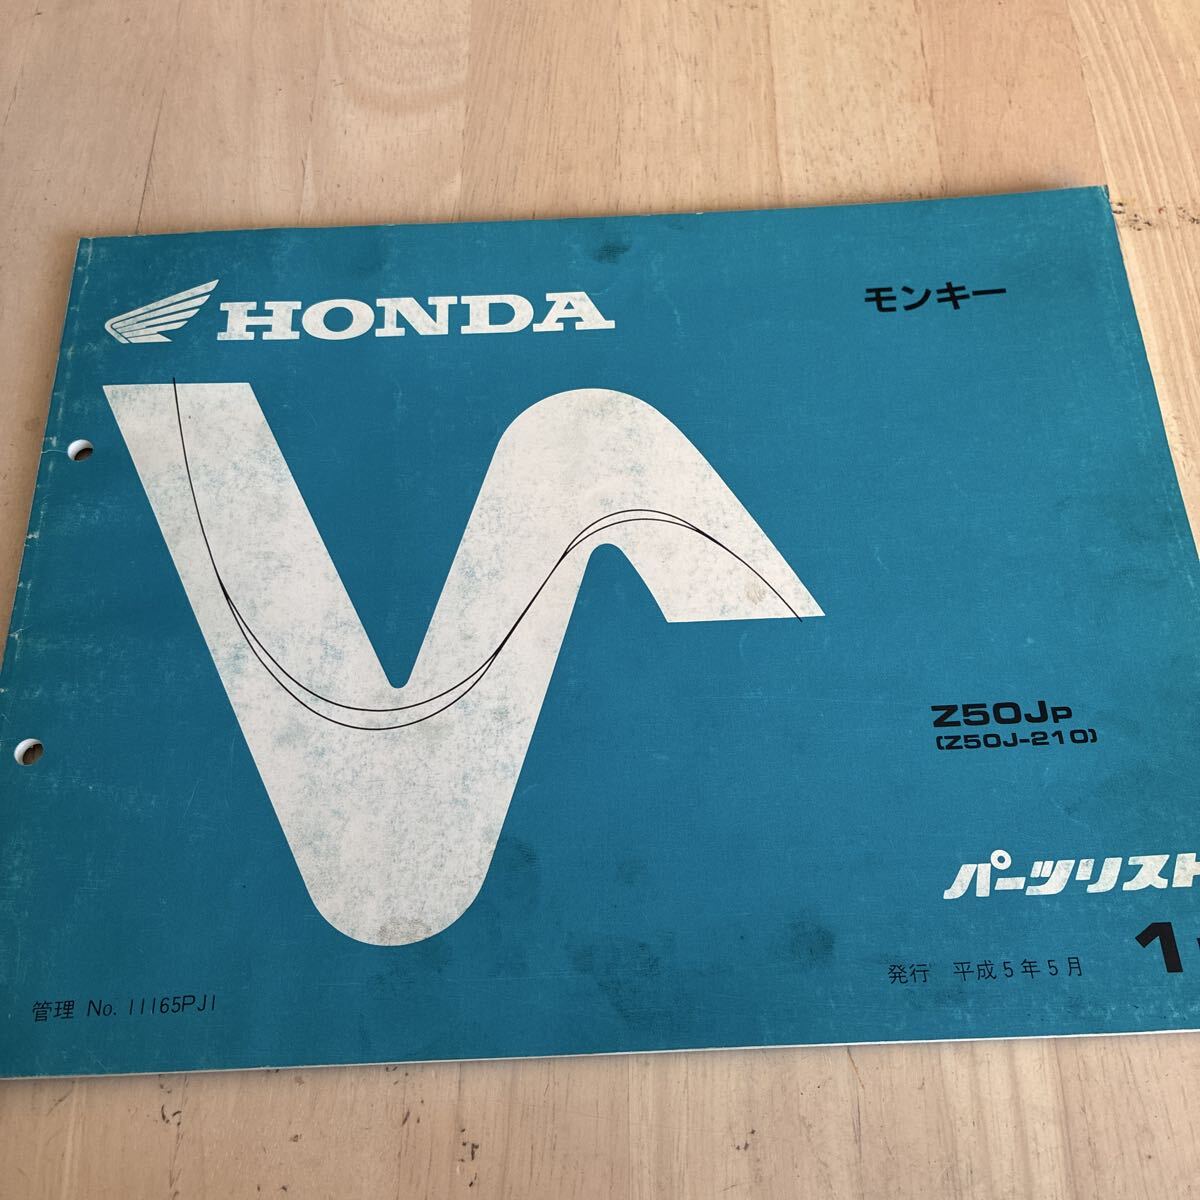 HONDA
モンキー
Z50JP
(Z50J-210)
パーツリスト
1
発行 平成5年5月
管理 No. 11165PJ1